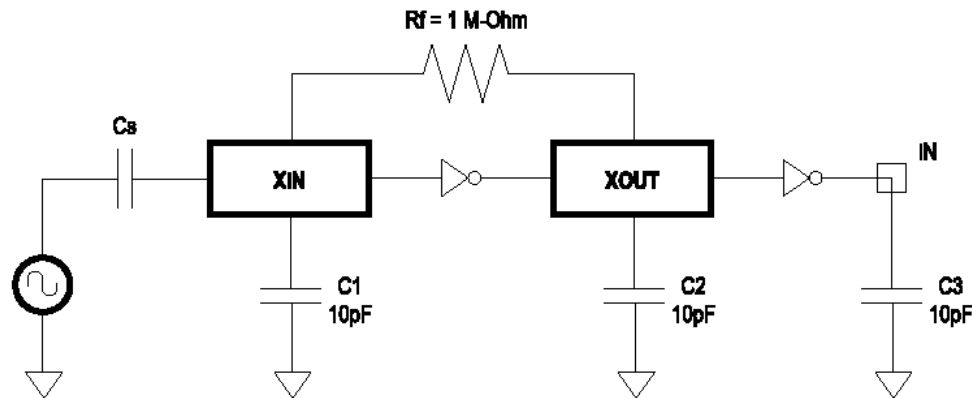 Rf = 1 M-Ohm
Cs
XIN
XOUT
IN
C1
10pF
C2
10pF
C3
10pF